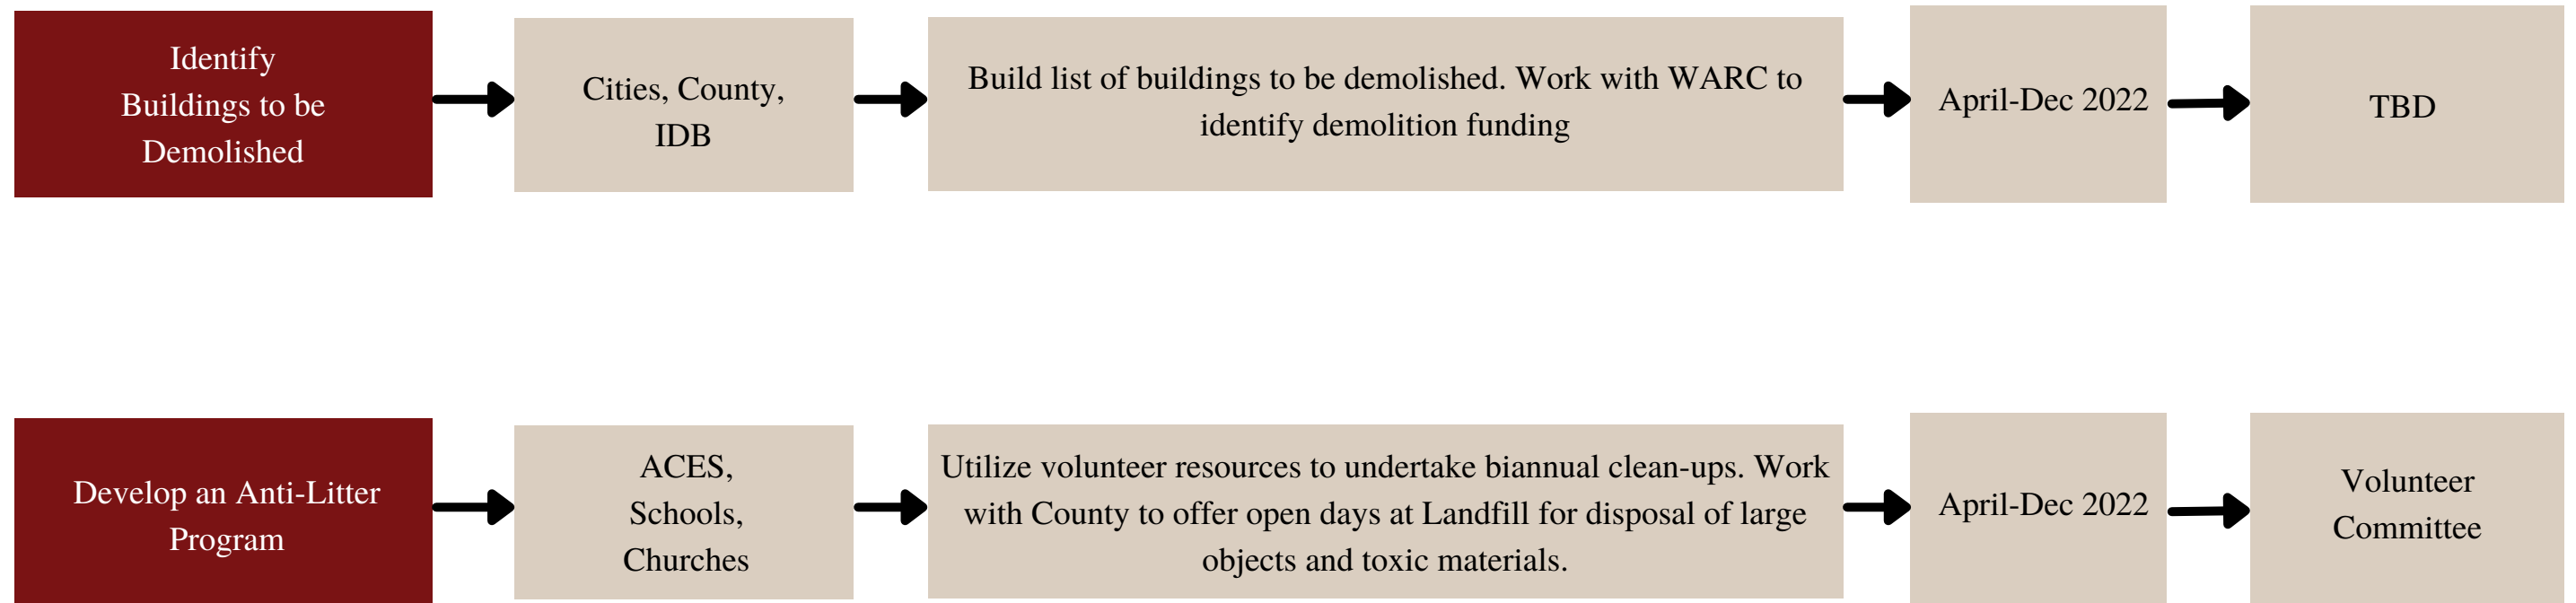 Identify
Buildings to be
Demolished
Cities, County,
IDB
Build list of buildings to be demolished. Work with WARC to
identify demolition funding
April-Dec 2022
TBD
Develop an Anti-Litter
Program
ACES,
Schools,
Churches
Utilize volunteer resources to undertake biannual clean-ups. Work
with County to offer open days at Landfill for disposal of large
objects and toxic materials.
April-Dec 2022
Volunteer
Committee